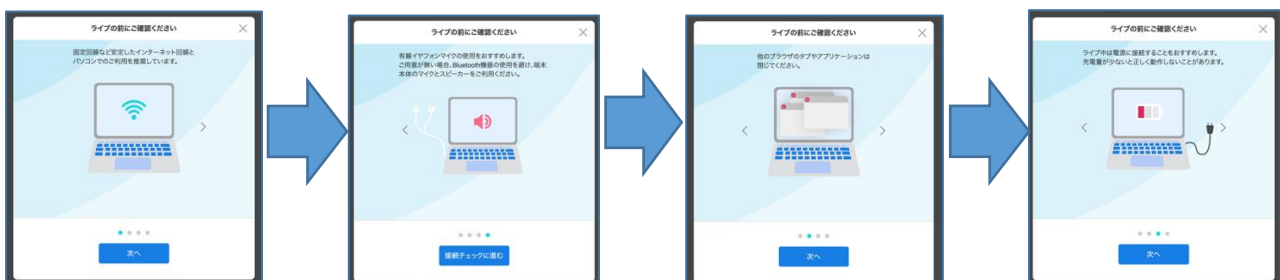 ライブの前にご確認ください
固定回線など安定したインターネット回線と
パソコンでのご利用を推奨しています。
次へ
ライブの前にご確認ください
有線イヤフォンマイクの使用をおすすめします。
ご用意が無い場合、Bluetooth機器の使用を避け、端末
本体のマイクとスピーカーをご利用ください。
接続チェックに進む
ライブの前にご確認ください
他のブラウザのタブやアプリケーションは
閉じてください。
次へ
ライブの前にご確認ください
ライブ中は電源に接続することをおすすめします。
充電量が少ないと正しく動作しないことがあります。
次へ